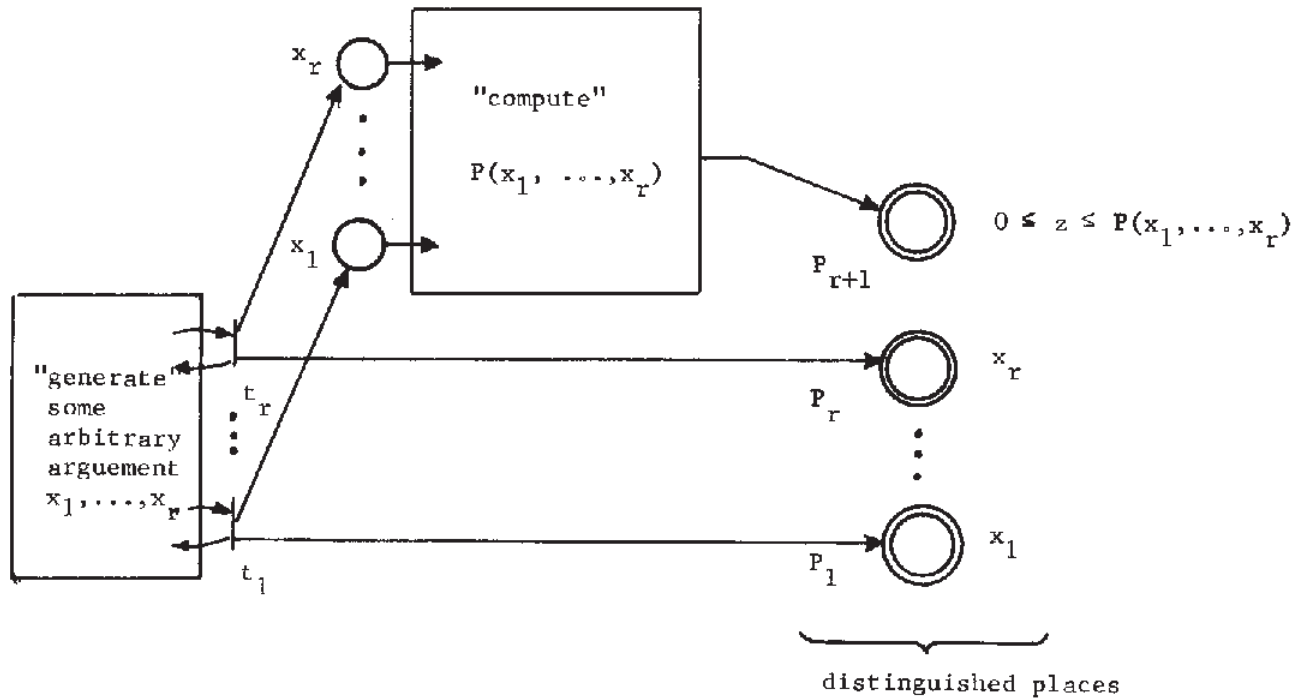 x_r
"compute"
P(x_1, ...,x_r)
x_1
0 ≤ z ≤ P(x_1,...,x_r)
P_{r+1}
"generate"
some
arbitrary
arguement
x_1,...,x_r
t_r
t_1
P_r
x_r
P_1
x_1
distinguished places